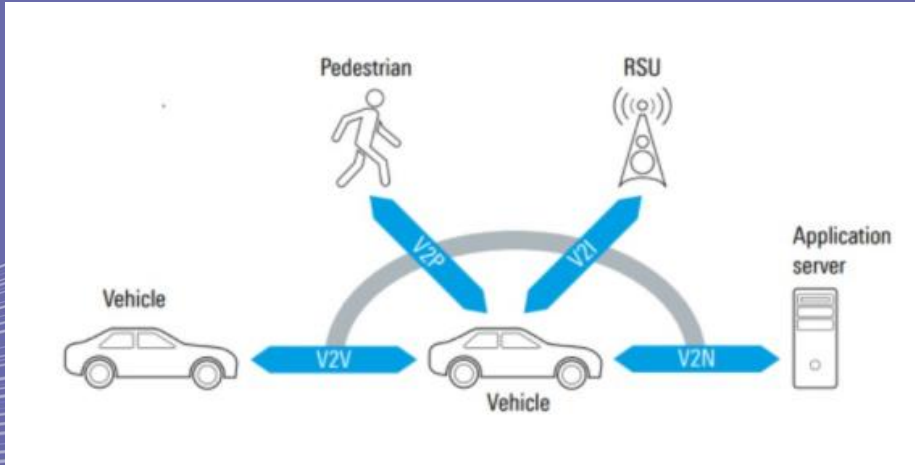 Pedestrian
RSU
V2P
V2I
Application
server
Vehicle
V2V
V2N
Vehicle